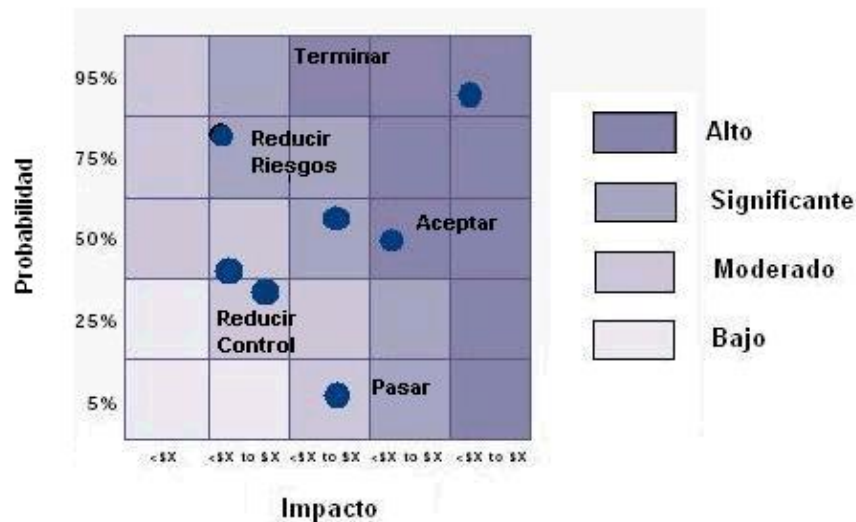 Terminar
95%
Reducir
Riesgos
75%
Probabilidad
50%
Aceptar
25%
Reducir
Control
5%
Pasar
<$X
<$X to $X
<$X to $X
<$X to $X
<$X to $X
Impacto
Alto
Significante
Moderado
Bajo